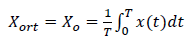 X_ort = X_o = 1/T ∫_0^T x(t)dt